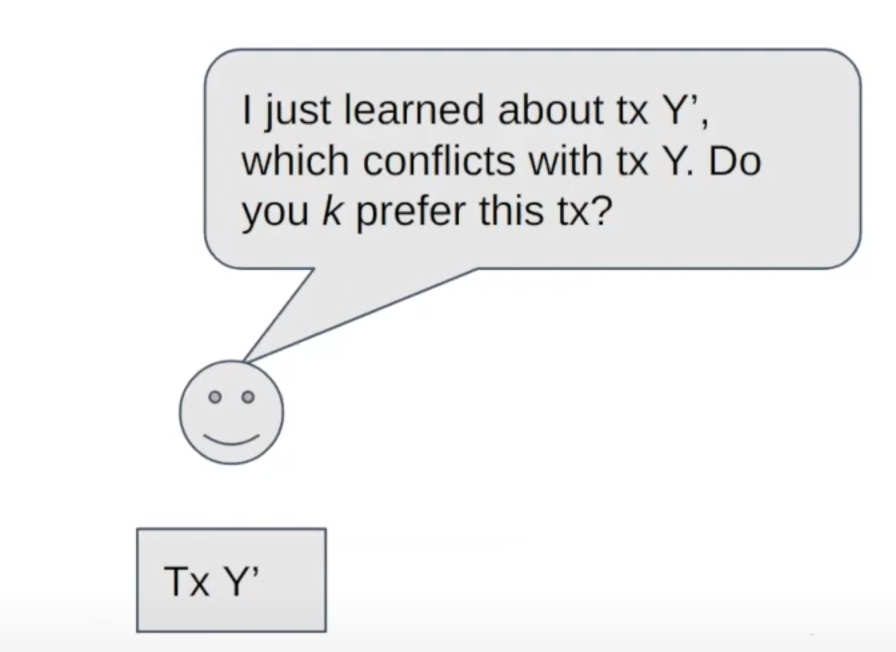 I just learned about tx Y’,
which conflicts with tx Y. Do
you k prefer this tx?
Tx Y’